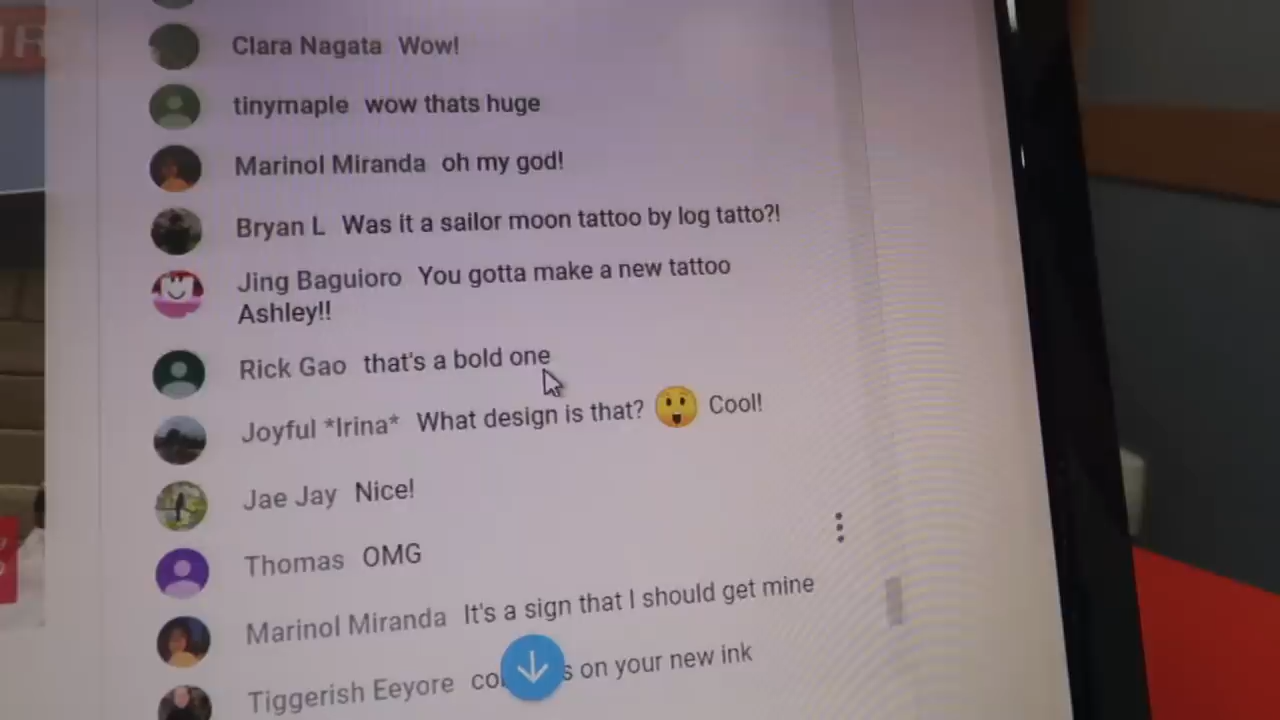 Clara Nagata Wow!
tinymaple wow thats huge
Marinol Miranda oh my god!
Bryan L Was it a sailor moon tattoo by log tatto?!
Jing Baguioro You gotta make a new tattoo
Ashley!!
Rick Gao that's a bold one
Joyful *Irina* What design is that? 😲 Cool!
Jae Jay Nice!
Thomas OMG
Marinol Miranda It's a sign that I should get mine
Tiggerish Eeyore on your new ink